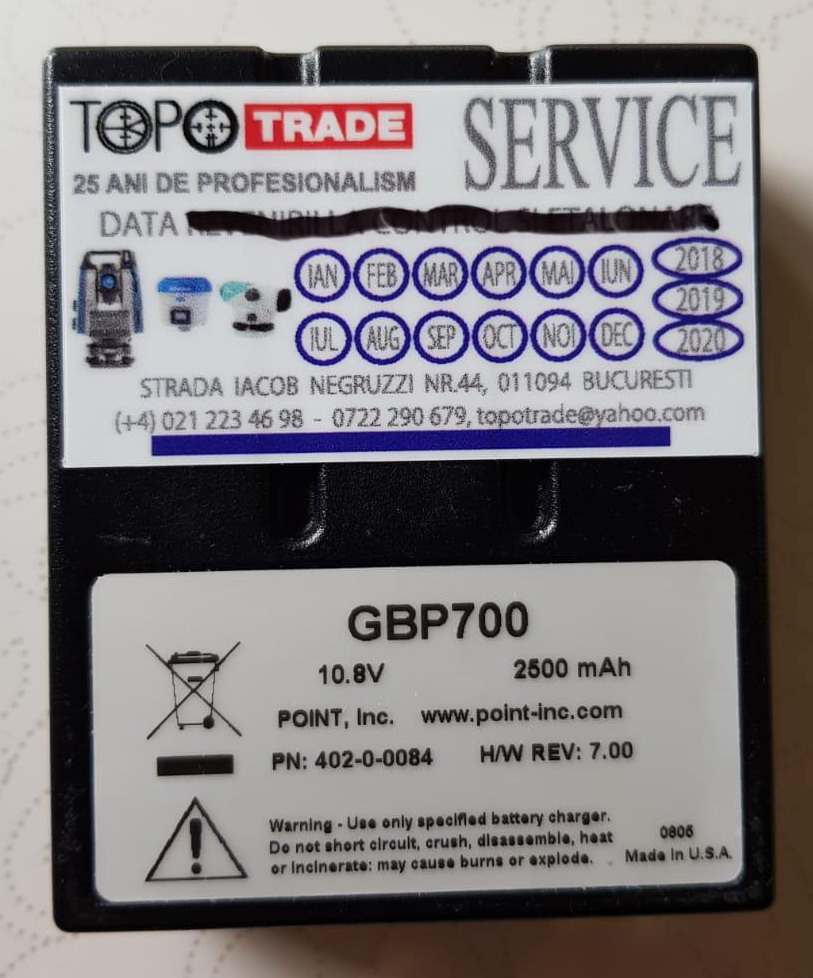 TOPO TRADE
SERVICE
25 ANI DE PROFESIONALISM
DATA
IAN FEB MAR APR MAI IUN 2018
2019
IUL AUG SEP OCT NOI DEC 2020
STRADA IACOB NEGRUZZI NR.44, 011094 BUCURESTI
(+4) 021 223 46 98 - 0722 290 679, topotrade@yahoo.com
GBP700
10.8V 2500 mAh
POINT, Inc. www.point-inc.com
PN: 402-0-0084 H/W REV: 7.00
Warning - Use only specified battery charger.
Do not short circuit, crush, disassemble, heat
or incinerate: may cause burns or explode.
0805
Made in U.S.A.